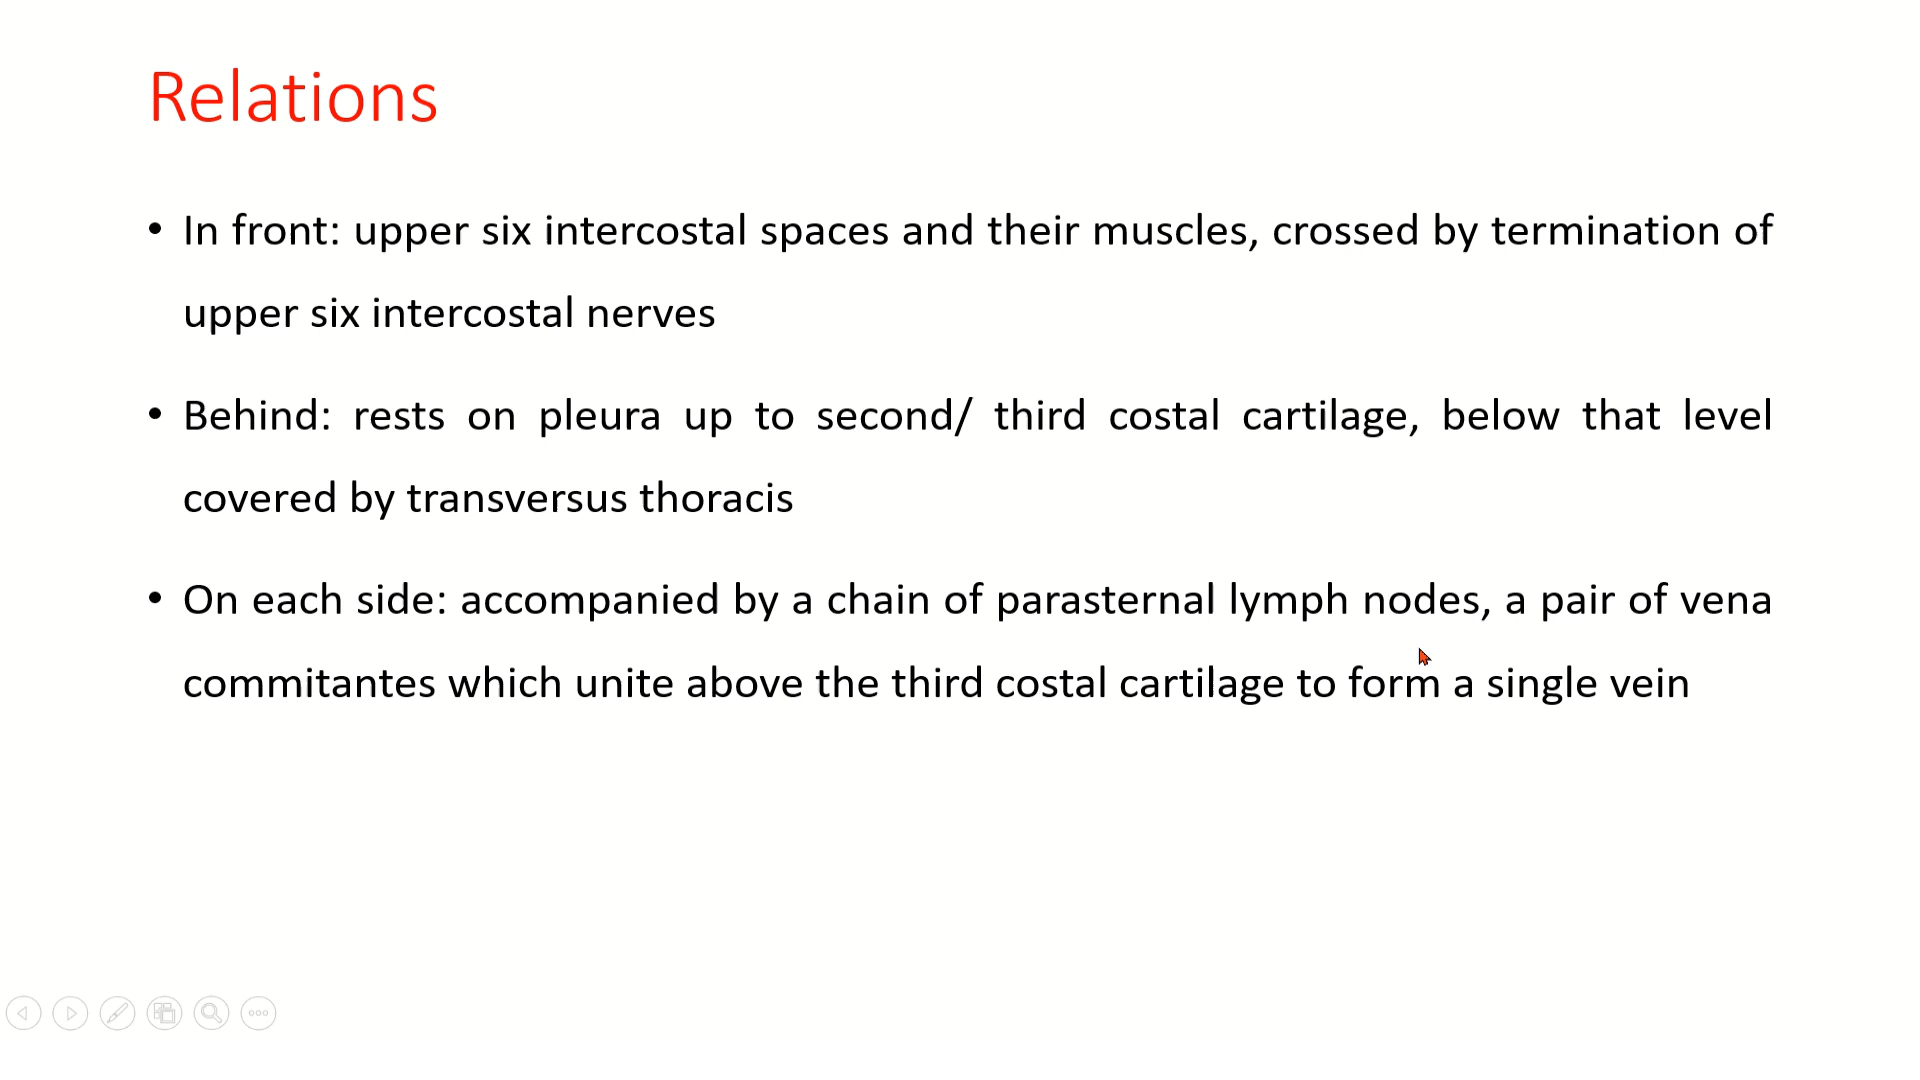 Relations
• In front: upper six intercostal spaces and their muscles, crossed by termination of
upper six intercostal nerves
• Behind: rests on pleura up to second/ third costal cartilage, below that level
covered by transversus thoracis
• On each side: accompanied by a chain of parasternal lymph nodes, a pair of vena
commitantes which unite above the third costal cartilage to form a single vein